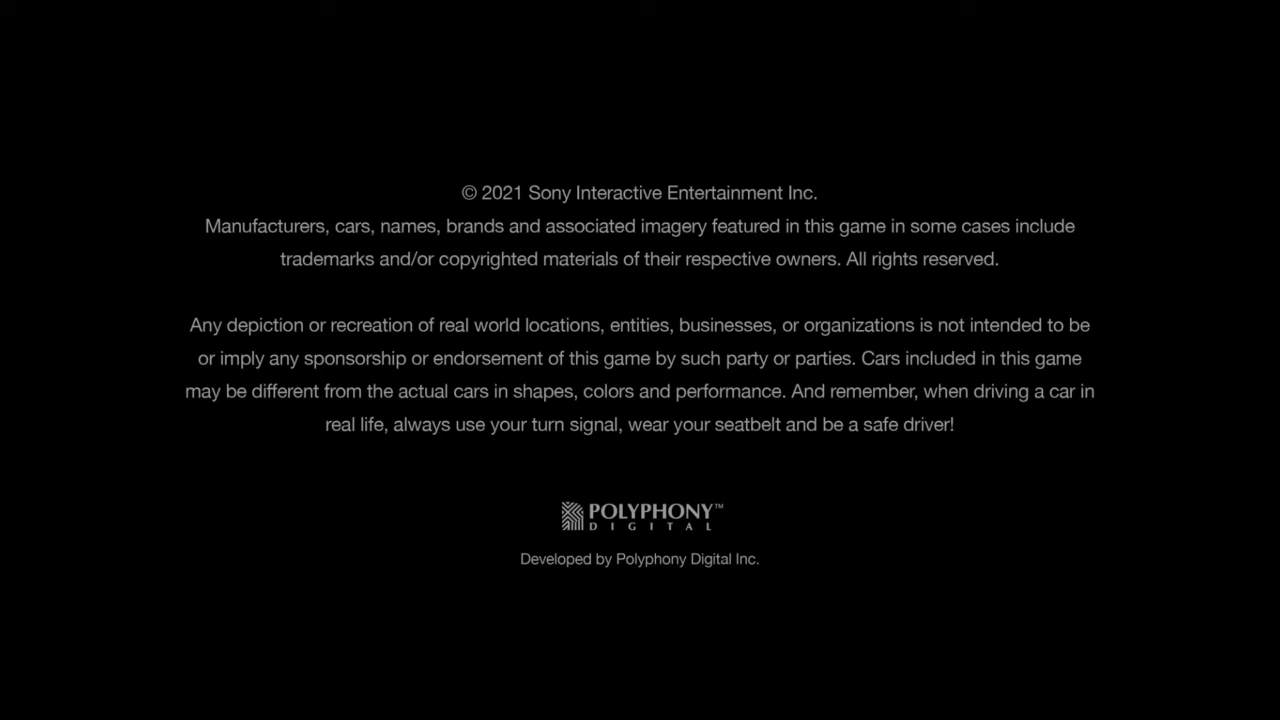 © 2021 Sony Interactive Entertainment Inc.
Manufacturers, cars, names, brands and associated imagery featured in this game in some cases include
trademarks and/or copyrighted materials of their respective owners. All rights reserved.
Any depiction or recreation of real world locations, entities, businesses, or organizations is not intended to be
or imply any sponsorship or endorsement of this game by such party or parties. Cars included in this game
may be different from the actual cars in shapes, colors and performance. And remember, when driving a car in
real life, always use your turn signal, wear your seatbelt and be a safe driver!
POLYPHONY™
DIGITAL
Developed by Polyphony Digital Inc.